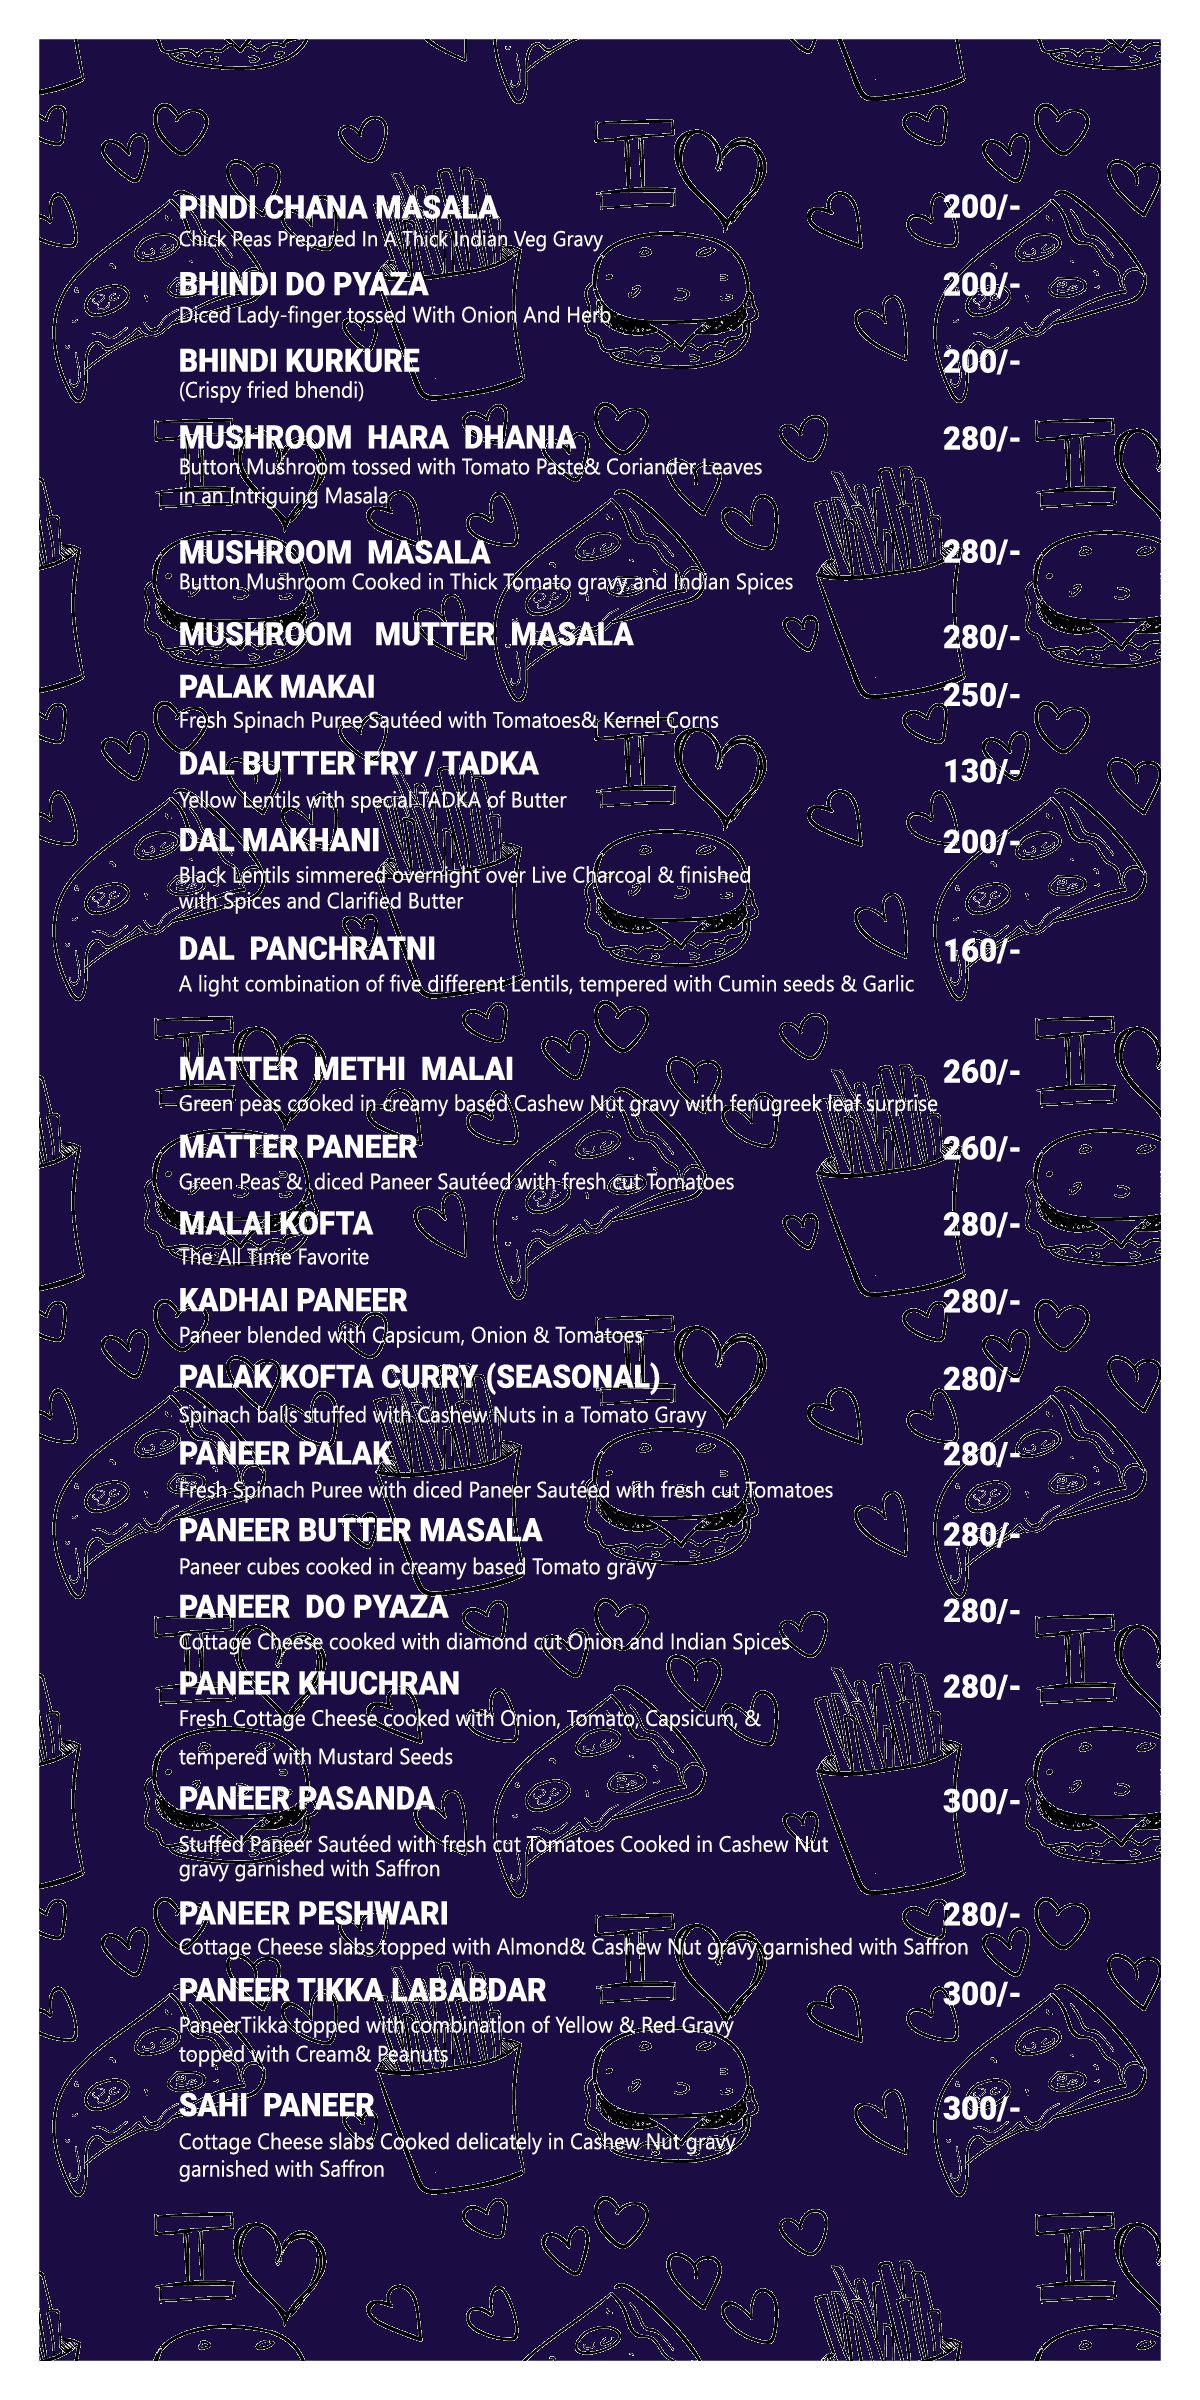 PINDI CHANA MASALA 200/-
Chick Peas Prepared In A Thick Indian Veg Gravy
BHINDI DO PYAZA 200/-
Diced Lady-finger tossed With Onion And Herb
BHINDI KURKURE 200/-
(Crispy fried bhendi)
I
MUSHROOM HARA DHANIA 280/-
Button Mushroom tossed with Tomato Paste& Coriander Leaves
in an Intriguing Masala
MUSHROOM MASALA 280/-
Button Mushroom Cooked in Thick Tomato gravy and Indian Spices
MUSHROOM MUTTER MASALA 280/-
PALAK MAKAI 250/-
Fresh Spinach Puree Sautéed with Tomatoes& Kernel Corns
DAL BUTTER FRY / TADKA 130/-
Yellow Lentils with special TADKA of Butter
DAL MAKHANI 200/-
Black Lentils simmered overnight over Live Charcoal & finished
with Spices and Clarified Butter
DAL PANCHRATNI 160/-
A light combination of five different Lentils, tempered with Cumin seeds & Garlic
MATTER METHI MALAI 260/-
Green peas cooked in creamy based Cashew Nut gravy with fenugreek leaf surprise
MATTER PANEER 260/-
Green Peas & diced Paneer Sautéed with fresh cut Tomatoes
MALAI KOFTA 280/-
The All Time Favorite
KADHAI PANEER 280/-
Paneer blended with Capsicum, Onion & Tomatoes
PALAK KOFTA CURRY (SEASONAL) 280/-
Spinach balls stuffed with Cashew Nuts in a Tomato Gravy
PANEER PALAK 280/-
Fresh Spinach Puree with diced Paneer Sautéed with fresh cut Tomatoes
PANEER BUTTER MASALA 280/-
Paneer cubes cooked in creamy based Tomato gravy
PANEER DO PYAZA 280/-
Cottage Cheese cooked with diamond cut Onion and Indian Spices
PANEER KHUCHRAN 280/-
Fresh Cottage Cheese cooked with Onion, Tomato, Capsicum, &
tempered with Mustard Seeds
PANEER PASANDA 300/-
Stuffed Paneer Sautéed with fresh cut Tomatoes Cooked in Cashew Nut
gravy garnished with Saffron
PANEER PESHWARI 280/-
Cottage Cheese slabs topped with Almond& Cashew Nut gravy garnished with Saffron
PANEER TIKKA LABABDAR 300/-
PaneerTikka topped with combination of Yellow & Red Gravy
topped with Cream& Peanuts
SAHI PANEER 300/-
Cottage Cheese slabs Cooked delicately in Cashew Nut gravy
garnished with Saffron